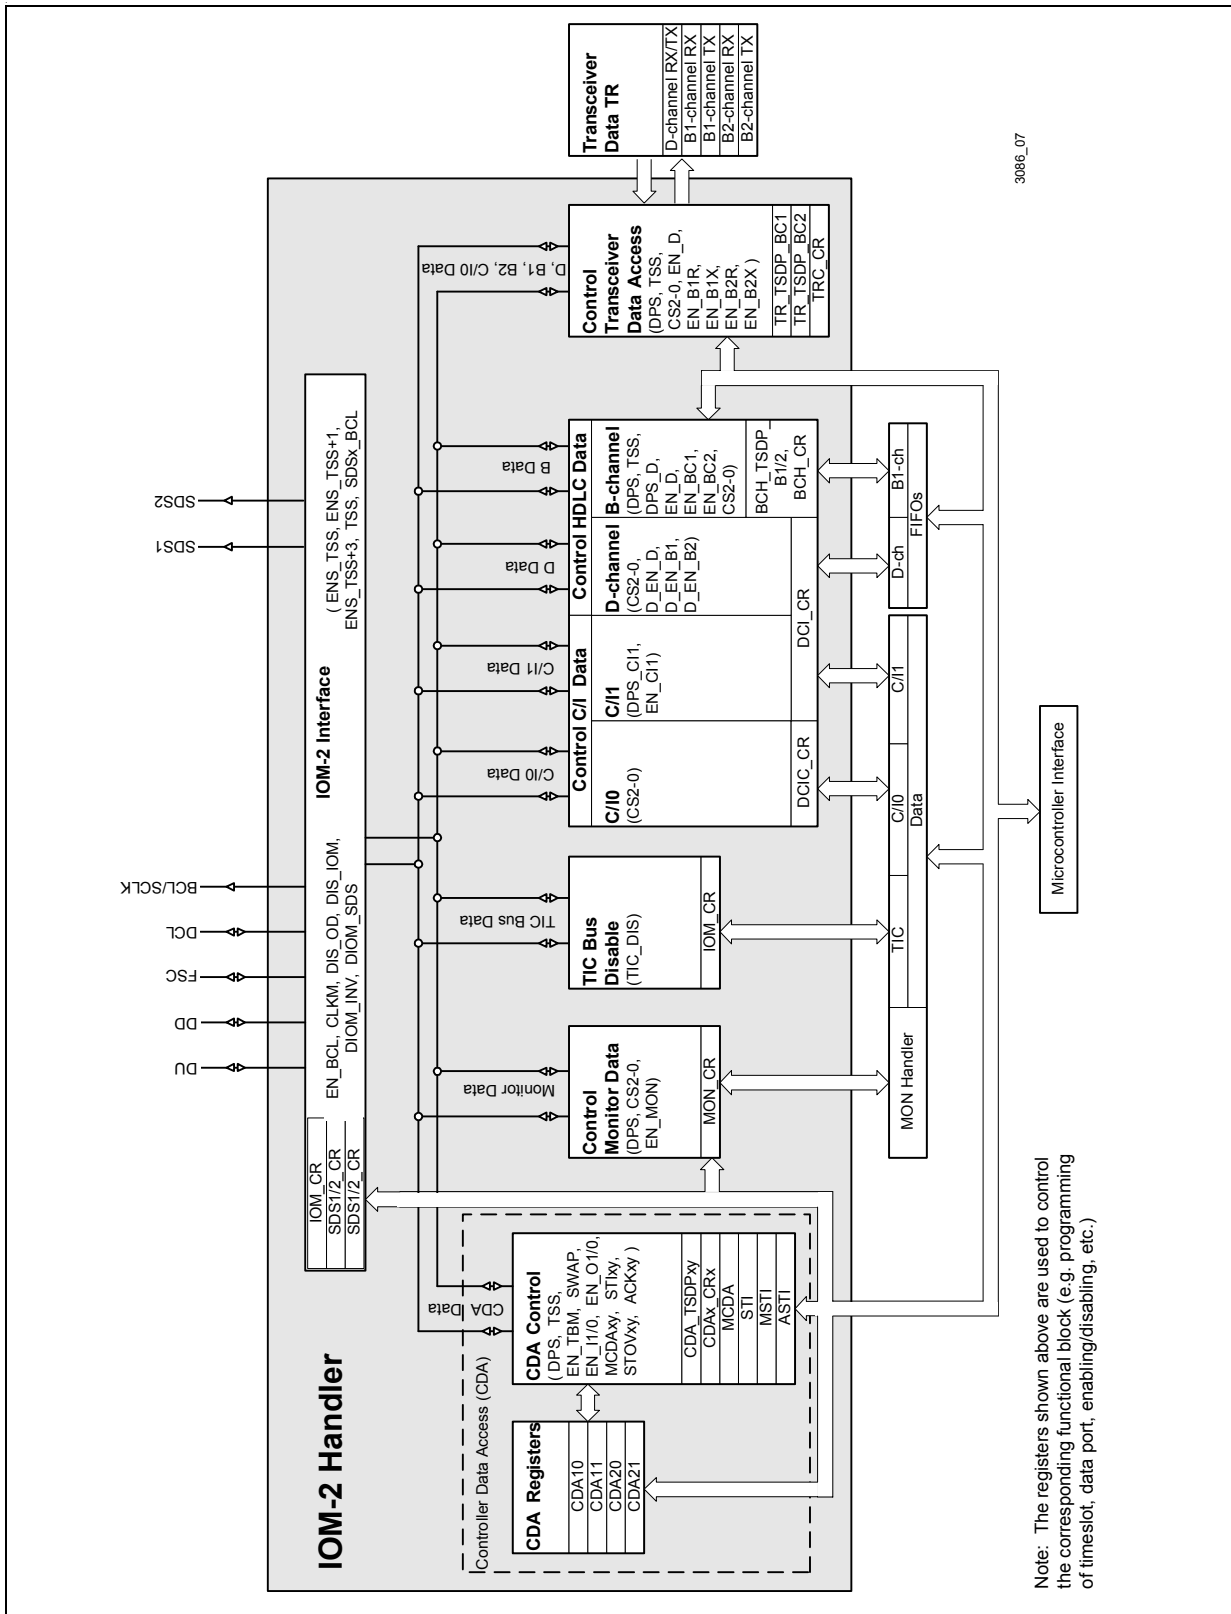 IOM-2 Handler
DU
DD
FSC
DCL
BCL/SCLK
SDS1
SDS2
IOM_CR
SDS1/2_CR
SDS1/2_CR
IOM-2 Interface
EN_BCL, CLKM, DIS_OD, DIS_IOM,
DIOM_INV, DIOM_SDS
( ENS_TSS, ENS_TSS+1,
ENS_TSS+3, TSS, SDSx_BCL
Controller Data Access (CDA)
CDA Registers
CDA10
CDA11
CDA20
CDA21
CDA Data
CDA Control
( DPS, TSS,
EN_TBM, SWAP,
EN_I1/0, EN_O1/0,
MCDAxy, STIxy,
STOVxy, ACKxy )
CDA_TSDPxy
CDAx_CRx
MCDA
STI
MSTI
ASTI
Monitor Data
Control
Monitor Data
(DPS, CS2-0,
EN_MON)
MON_CR
TIC Bus Data
TIC Bus
Disable
(TIC_DIS)
IOM_CR
C/I0 Data
C/I1 Data
Control C/I Data
C/I0
(CS2-0)
DCIC_CR
C/I1
(DPS_CI1,
EN_CI1)
D Data
B Data
Control HDLC Data
D-channel
(CS2-0,
D_EN_D,
D_EN_B1,
D_EN_B2)
DCI_CR
B-channel
(DPS, TSS,
DPS_D,
EN_D,
EN_BC1,
EN_BC2,
CS2-0)
BCH_TSDP_
B1/2,
BCH_CR
D, B1, B2, C/I0 Data
Control
Transceiver
Data Access
(DPS, TSS,
CS2-0, EN_D,
EN_B1R,
EN_B1X,
EN_B2R,
EN_B2X )
TR_TSDP_BC1
TR_TSDP_BC2
TRC_CR
Transceiver
Data TR
D-channel RX/TX
B1-channel RX
B1-channel TX
B2-channel RX
B2-channel TX
MON Handler
TIC
C/I0
C/I1
Data
D-ch
B1-ch
FIFOs
Microcontroller Interface
Note: The registers shown above are used to control
the corresponding functional block (e.g. programming
of timeslot, data port, enabling/disabling, etc.)
3086_07